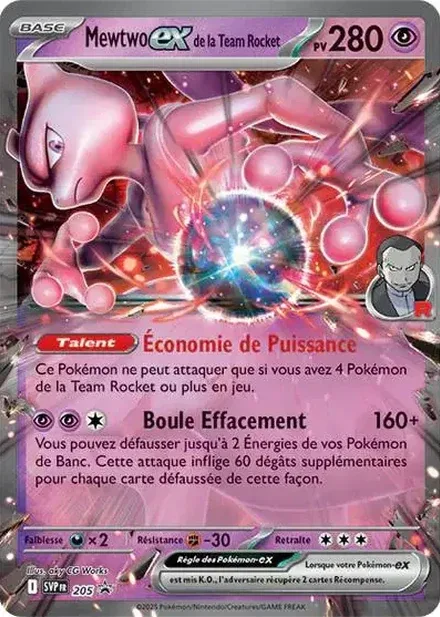 BASE
Mewtwo ex de la Team Rocket PV 280
R
Talent Économie de Puissance
Ce Pokémon ne peut attaquer que si vous avez 4 Pokémon
de la Team Rocket ou plus en jeu.
Boule Effacement 160+
Vous pouvez défausser jusqu'à 2 Énergies de vos Pokémon
de Banc. Cette attaque inflige 60 dégâts supplémentaires
pour chaque carte défaussée de cette façon.
Faiblesse ×2 Résistance -30 Retraite
Illus. aky CG Works
Règle des Pokémon-ex Lorsque votre Pokémon-ex
est mis K.O., l'adversaire récupère 2 cartes Récompense.
I SVP FR 205
©2025 Pokémon/Nintendo/Creatures/GAME FREAK